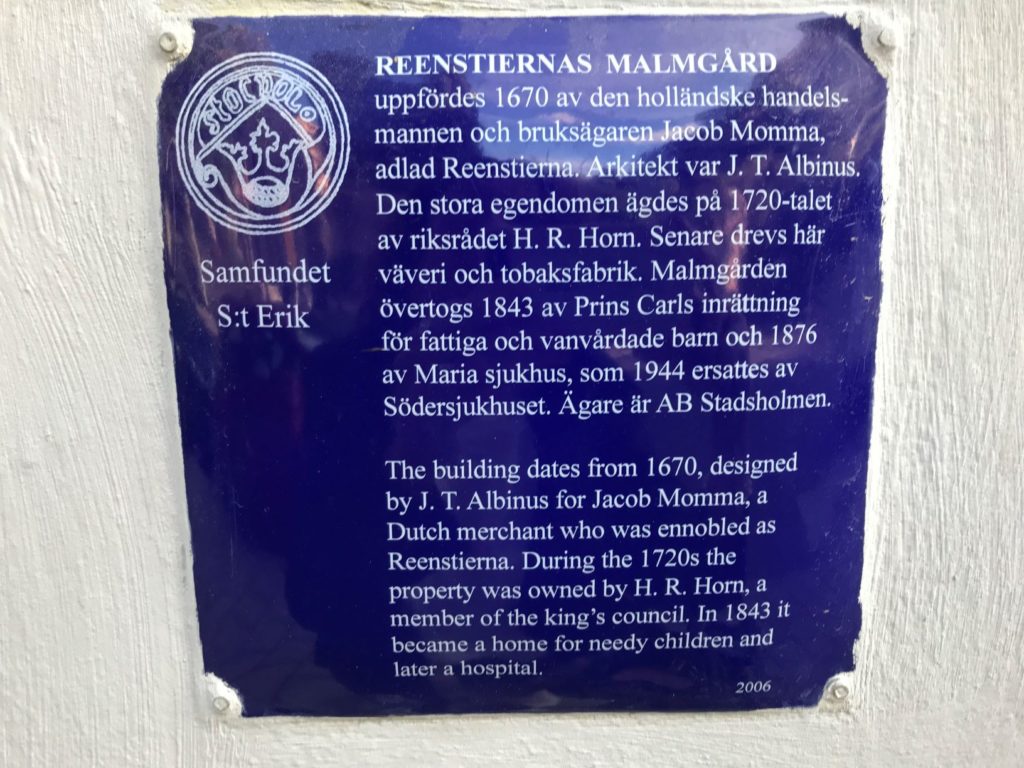 STOCHOLM
Samfundet
S:t Erik
REENSTIERNAS MALMGÅRD
uppfördes 1670 av den holländske handels-
mannen och bruksägaren Jacob Momma,
adlad Reenstierna. Arkitekt var J. T. Albinus.
Den stora egendomen ägdes på 1720-talet
av riksrådet H. R. Horn. Senare drevs här
väveri och tobaksfabrik. Malmgården
övertogs 1843 av Prins Carls inrättning
för fattiga och vanvårdade barn och 1876
av Maria sjukhus, som 1944 ersattes av
Södersjukhuset. Ägare är AB Stadsholmen.
The building dates from 1670, designed
by J. T. Albinus for Jacob Momma, a
Dutch merchant who was ennobled as
Reenstierna. During the 1720s the
property was owned by H. R. Horn, a
member of the king's council. In 1843 it
became a home for needy children and
later a hospital.
2006